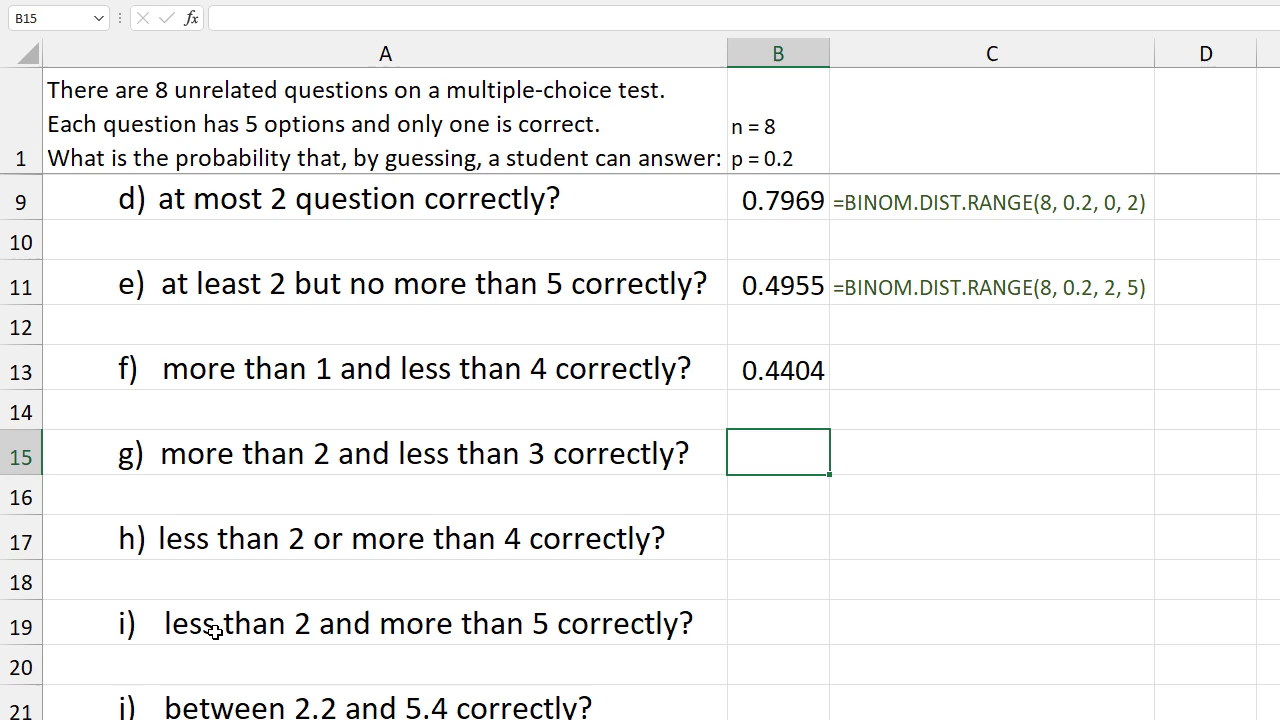 B15 fx
A B C D
There are 8 unrelated questions on a multiple-choice test.
Each question has 5 options and only one is correct. n = 8
1 What is the probability that, by guessing, a student can answer: p = 0.2
9 d) at most 2 question correctly? 0.7969 =BINOM.DIST.RANGE(8, 0.2, 0, 2)
10
11 e) at least 2 but no more than 5 correctly? 0.4955 =BINOM.DIST.RANGE(8, 0.2, 2, 5)
12
13 f) more than 1 and less than 4 correctly? 0.4404
14
15 g) more than 2 and less than 3 correctly?
16
17 h) less than 2 or more than 4 correctly?
18
19 i) less than 2 and more than 5 correctly?
20
21 j) between 2.2 and 5.4 correctly?